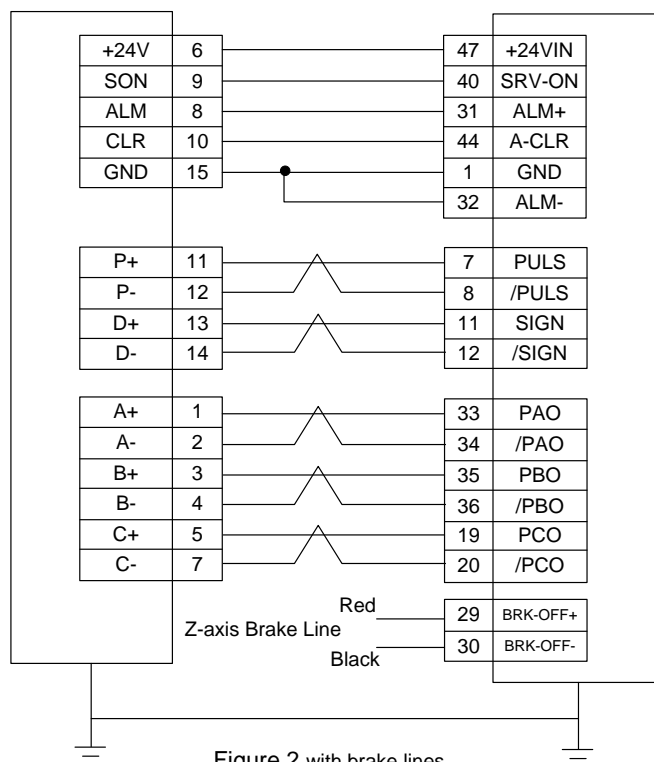 +24V 6 47 +24VIN
SON 9 40 SRV-ON
ALM 8 31 ALM+
CLR 10 44 A-CLR
GND 15 1 GND
32 ALM-
P+ 11 7 PULS
P- 12 8 /PULS
D+ 13 11 SIGN
D- 14 12 /SIGN
A+ 1 33 PAO
A- 2 34 /PAO
B+ 3 35 PBO
B- 4 36 /PBO
C+ 5 19 PCO
C- 7 20 /PCO
Red 29 BRK-OFF+
Z-axis Brake Line
Black 30 BRK-OFF-
Figure 2 with brake lines